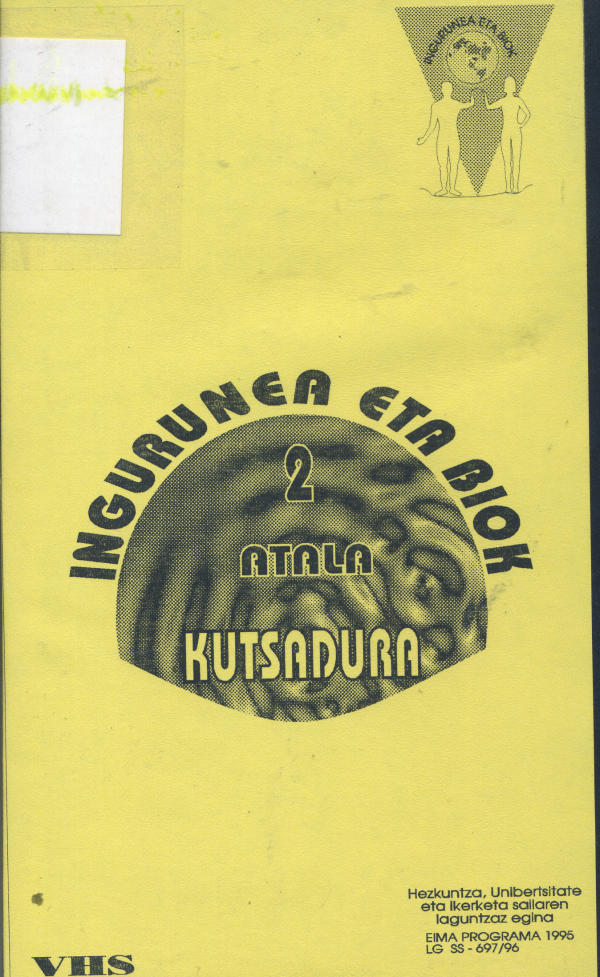 INGURUNEA ETA BIOK
INGURUNEA ETA BIOK
2
ATALA
KUTSADURA
Hezkuntza, Unibertsitate
eta Ikerketa sailaren
laguntzaz egina
EIMA PROGRAMA 1995
LG SS - 697/96
VHS